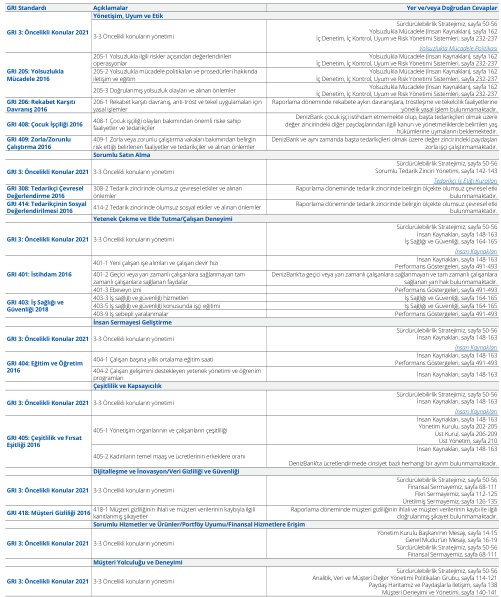 GRI Standardı Açıklamalar Yer ve/veya Doğrudan Cevaplar
Yönetişim, Uyum ve Etik
GRI 3: Öncelikli Konular 2021 3-3 Öncelikli konuların yönetimi
Sürdürülebilirlik Stratejimiz, sayfa 50-56
Yolsuzlukla Mücadele (İnsan Kaynakları), sayfa 162
İç Denetim, İç Kontrol, Uyum ve Risk Yönetimi Sistemleri, sayfa 232-237
Yolsuzlukla Mücadele Politikası
GRI 205: Yolsuzlukla Mücadele 2016
205-1 Yolsuzlukla ilgili riskler açısından değerlendirilen operasyonlar
Yolsuzlukla Mücadele (İnsan Kaynakları), sayfa 162
İç Denetim, İç Kontrol, Uyum ve Risk Yönetimi Sistemleri, sayfa 232-237
205-2 Yolsuzlukla mücadele politikaları ve prosedürleri hakkında iletişim ve eğitim
Yolsuzlukla Mücadele (İnsan Kaynakları), sayfa 162
İç Denetim, İç Kontrol, Uyum ve Risk Yönetimi Sistemleri, sayfa 232-237
205-3 Doğrulanmış yolsuzluk olayları ve alınan önlemler
Yolsuzlukla Mücadele (İnsan Kaynakları), sayfa 162
İç Denetim, İç Kontrol, Uyum ve Risk Yönetimi Sistemleri, sayfa 232-237
GRI 206: Rekabet Karşıtı Davranış 2016
206-1 Rekabet karşıtı davranış, anti-tröst ve tekel uygulamaları için yasal işlemler
Raporlama döneminde rekabete aykırı davranışlara, tröstleşme ve tekelcilik faaliyetlerine yönelik yasal işlem bulunmamaktadır.
GRI 408: Çocuk İşçiliği 2016
408-1 Çocuk işçiliği olayları bakımından önemli riske sahip faaliyetler ve tedarikçiler
DenizBank çocuk işçi istihdam etmemekte olup, başta tedarikçileri olmak üzere değer zincirindeki diğer paydaşlarından ilgili kanun ve yönetmeliklerde belirtilen yaş hükümlerine uymalarını beklemektedir.
GRI 409: Zorla/Zorunlu Çalıştırma 2016
409-1 Zorla veya zorunlu çalıştırma vakaları bakımından belirgin risk ettiği belirlenen faaliyetler ve tedarikçiler ve alınan önlemler
DenizBank ve aynı zamanda başta tedarikçileri olmak üzere değer zincirindeki paydaşları zorla işçi çalıştırmamaktadır.
Sorumlu Satın Alma
GRI 3: Öncelikli Konular 2021 3-3 Öncelikli konuların yönetimi
Sürdürülebilirlik Stratejimiz, sayfa 50-56
Sorumlu Tedarik Zinciri Yönetimi, sayfa 142-143
Tedarikçi İş Etiği Kuralları
GRI 308: Tedarikçi Çevresel Değerlendirme 2016
308-2 Tedarik zincirinde olumsuz çevresel etkiler ve alınan önlemler
Raporlama döneminde tedarik zincirinde belirgin ölçekte olumsuz çevresel etki bulunmamaktadır.
GRI 414: Tedarikçinin Sosyal Değerlendirilmesi 2016
414-2 Tedarik zincirinde olumsuz sosyal etkiler ve alınan önlemler
Raporlama döneminde tedarik zincirinde belirgin ölçekte olumsuz çevresel etki bulunmamaktadır.
Yetenek Çekme ve Elde Tutma/Çalışan Deneyimi
GRI 3: Öncelikli Konular 2021 3-3 Öncelikli konuların yönetimi
Sürdürülebilirlik Stratejimiz, sayfa 50-56
İnsan Kaynakları, sayfa 148-163
İş Sağlığı ve Güvenliği, sayfa 164-165
İnsan Kaynakları
GRI 401: İstihdam 2016
401-1 Yeni çalışan işe alımları ve çalışan devir hızı
İnsan Kaynakları, sayfa 148-163
Performans Göstergeleri, sayfa 491-493
401-2 Geçici veya yarı zamanlı çalışanlara sağlanmayan tam zamanlı çalışanlara sağlanan faydalar
DenizBank'ta geçici veya yarı zamanlı çalışanlara sağlanmayan ve tam zamanlı çalışanlara sağlanan yan hak bulunmamaktadır.
401-3 Ebeveyn izni Performans Göstergeleri, sayfa 491-493
GRI 403: İş Sağlığı ve Güvenliği 2018
403-3 İş sağlığı ve güvenliği hizmetleri İş Sağlığı ve Güvenliği, sayfa 164-165
403-5 İş sağlığı ve güvenliği konusunda işçi eğitimi İş Sağlığı ve Güvenliği, sayfa 164-165
403-9 İş sebepli yaralanmalar Performans Göstergeleri, sayfa 491-493
İnsan Sermayesi Geliştirme
GRI 3: Öncelikli Konular 2021 3-3 Öncelikli konuların yönetimi
Sürdürülebilirlik Stratejimiz, sayfa 50-56
İnsan Kaynakları, sayfa 148-163
İnsan Kaynakları
GRI 404: Eğitim ve Öğretim 2016
404-1 Çalışan başına yıllık ortalama eğitim saati
İnsan Kaynakları, sayfa 148-163
Performans Göstergeleri, sayfa 491-493
404-2 Çalışan gelişimini destekleyen yetenek yönetimi ve öğrenim programları
İnsan Kaynakları, sayfa 148-163
Çeşitlilik ve Kapsayıcılık
GRI 3: Öncelikli Konular 2021 3-3 Öncelikli konuların yönetimi
Sürdürülebilirlik Stratejimiz, sayfa 50-56
İnsan Kaynakları, sayfa 148-163
İnsan Kaynakları
GRI 405: Çeşitlilik ve Fırsat Eşitliği 2016
405-1 Yönetişim organlarının ve çalışanların çeşitliliği
İnsan Kaynakları, sayfa 148-163
Yönetim Kurulu, sayfa 202-205
Üst Kurul, sayfa 206-209
Üst Yönetim, sayfa 210
405-2 Kadınların temel maaş ve ücretlerinin erkeklere oranı
İnsan Kaynakları, sayfa 148-163
DenizBank'ta ücretlendirmede cinsiyet bazlı herhangi bir ayrım bulunmamaktadır.
Dijitalleşme ve İnovasyon/Veri Gizliliği ve Güvenliği
GRI 3: Öncelikli Konular 2021 3-3 Öncelikli konuların yönetimi
Sürdürülebilirlik Stratejimiz, sayfa 50-56
Finansal Sermayemiz, sayfa 68-111
Fikri Sermayemiz, sayfa 112-125
Üretilmiş Sermayemiz, sayfa 126-135
GRI 418: Müşteri Gizliliği 2016
418-1 Müşteri gizliliğinin ihlali ve müşteri verilerinin kaybıyla ilgili kanıtlanmış şikayetler
Raporlama döneminde müşteri gizliliğinin ihlali ve müşteri verilerinin kaybı ile ilgili doğrulanmış şikayet bulunmamaktadır.
Sorumlu Hizmetler ve Ürünler/Portföy Uyumu/Finansal Hizmetlere Erişim
GRI 3: Öncelikli Konular 2021 3-3 Öncelikli konuların yönetimi
Yönetim Kurulu Başkanı'nın Mesajı, sayfa 14-15
Genel Müdür'ün Mesajı, sayfa 16-19
Sürdürülebilirlik Stratejimiz, sayfa 50-56
Finansal Sermayemiz, sayfa 68-111
Müşteri Yolculuğu ve Deneyimi
GRI 3: Öncelikli Konular 2021 3-3 Öncelikli konuların yönetimi
Sürdürülebilirlik Stratejimiz, sayfa 50-56
Analitik, Veri ve Müşteri Değer Yönetimi Politikaları Grubu, sayfa 114-121
Paydaş Haritamız ve Paydaşlarla İletişim, sayfa 138
Müşteri Deneyimi ve Yönetimi, sayfa 140-141